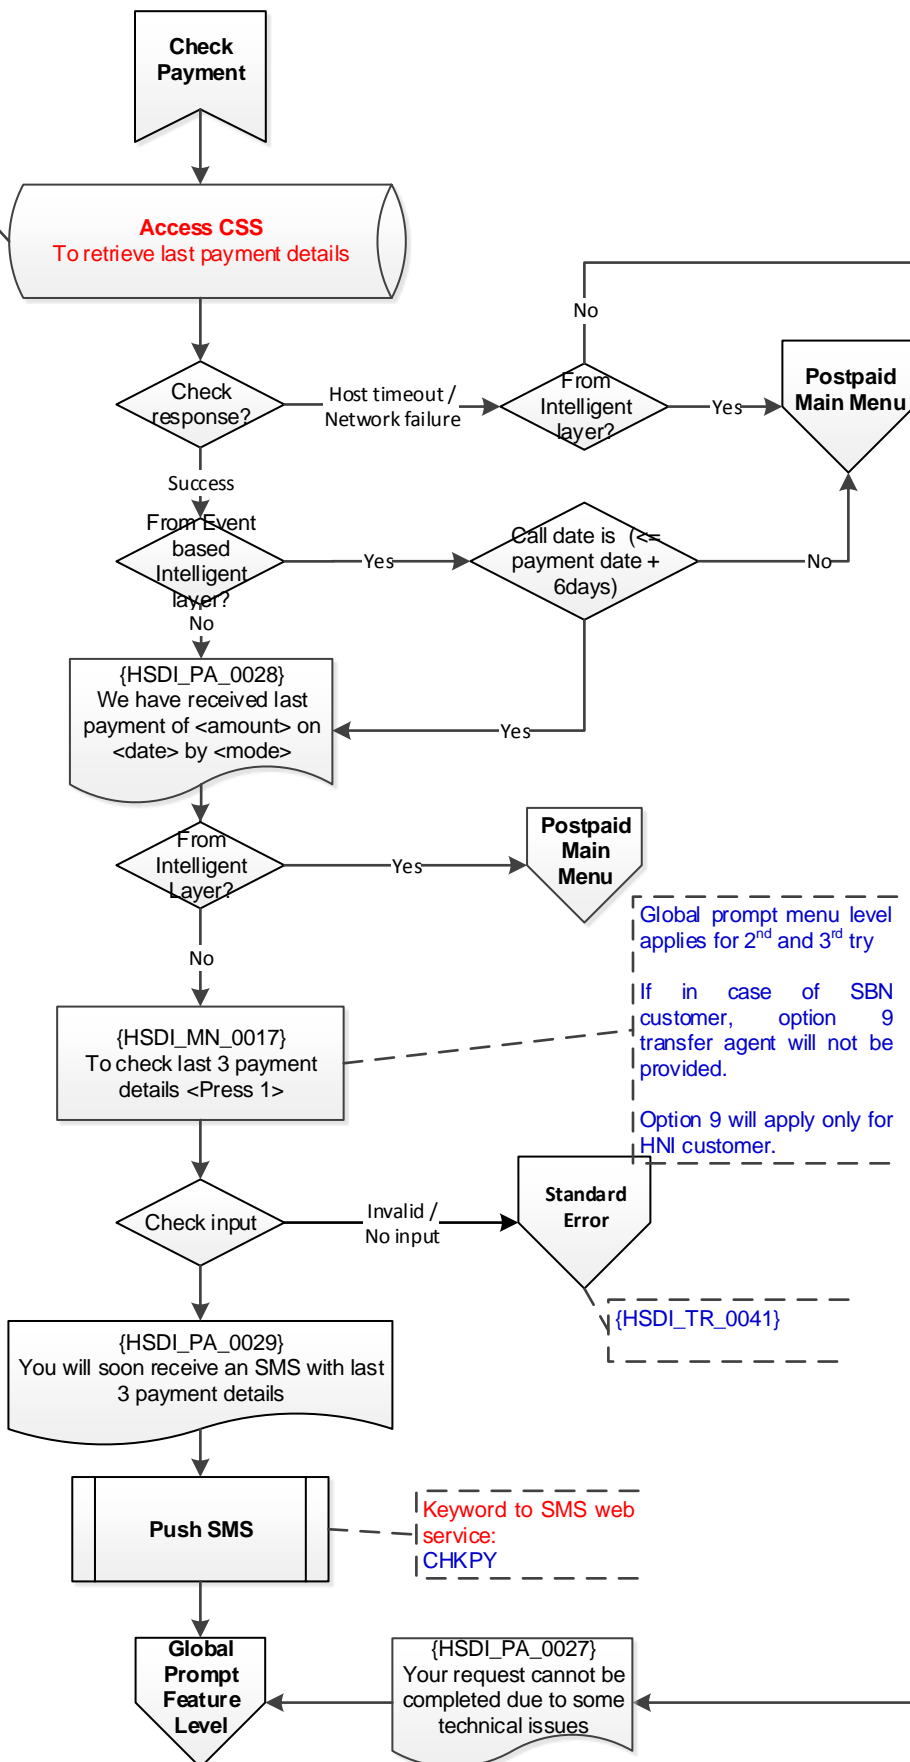 Check
Payment
Access CSS
To retrieve last payment details
No
Check
response?
Host timeout /
Network failure
From
Intelligent
layer?
Yes
Postpaid
Main Menu
Success
From Event
based
Intelligent
layer?
Yes
Call date is (<=
payment date +
6days)
No
No
{HSDI_PA_0028}
We have received last
payment of <amount> on
<date> by <mode>
Yes
From
Intelligent
Layer?
Yes
Postpaid
Main
Menu
No
Global prompt menu level
applies for 2nd and 3rd try
If in case of SBN
customer, option 9
transfer agent will not be
provided.
Option 9 will apply only for
HNI customer.
{HSDI_MN_0017}
To check last 3 payment
details <Press 1>
Check input
Invalid /
No input
Standard
Error
{HSDI_TR_0041}
{HSDI_PA_0029}
You will soon receive an SMS with last
3 payment details
Push SMS
Keyword to SMS web
service:
CHKPY
Global
Prompt
Feature
Level
{HSDI_PA_0027}
Your request cannot be
completed due to some
technical issues